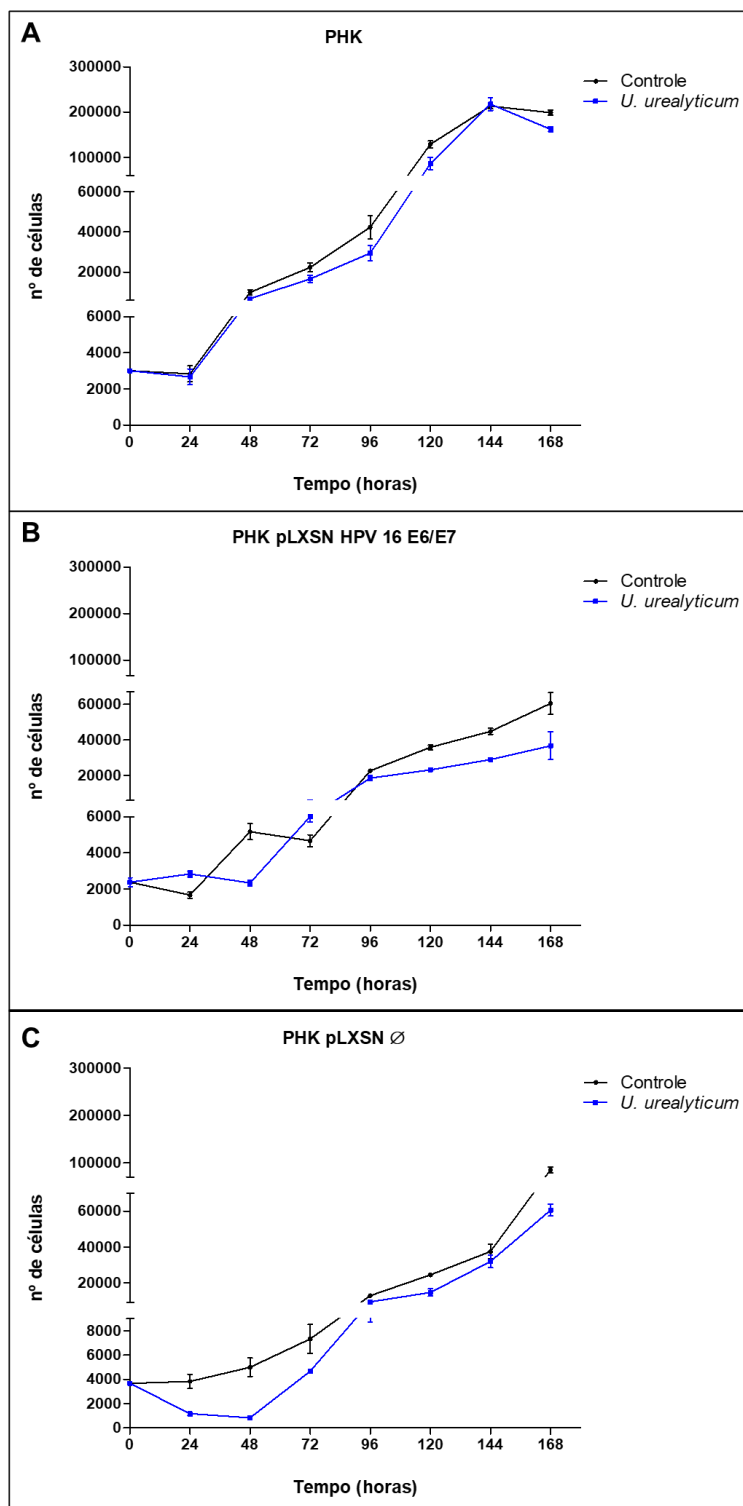 A
PHK
300000
200000
100000
60000
40000
20000
6000
4000
2000
0
nº de células
0 24 48 72 96 120 144 168
Tempo (horas)
Controle
U. urealyticum
B
PHK pLXSN HPV 16 E6/E7
300000
200000
100000
60000
40000
20000
6000
4000
2000
0
nº de células
0 24 48 72 96 120 144 168
Tempo (horas)
Controle
U. urealyticum
C
PHK pLXSN ∅
300000
200000
100000
60000
40000
20000
8000
6000
4000
2000
0
nº de células
0 24 48 72 96 120 144 168
Tempo (horas)
Controle
U. urealyticum